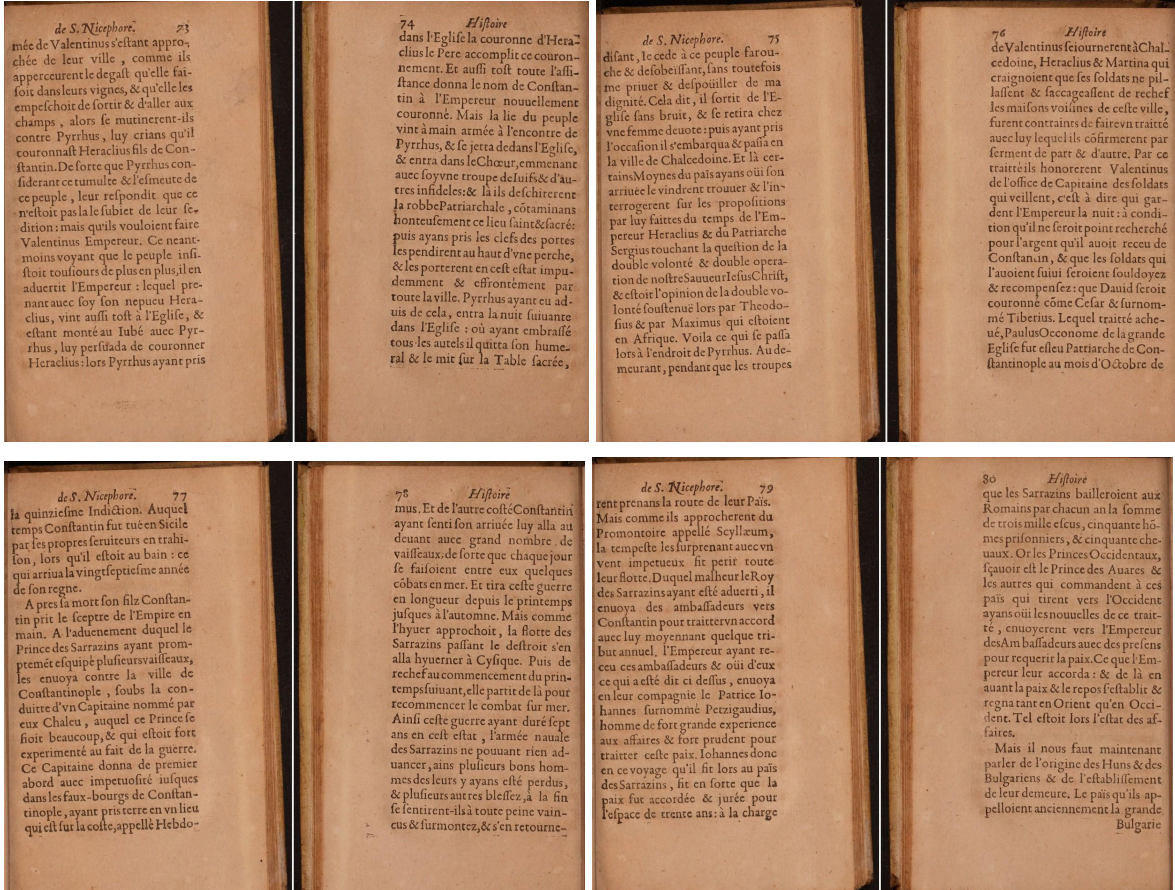 de S. Nicephore. 73
mée de Valentinus s'eſtant appro-
chée de leur ville, comme ils
apperceurent le degaſt qu'elle fai-
ſoit dans leurs vignes, & qu'elle les
empeſchoit de ſortir & d'aller aux
champs, alors ſe mutinerent-ils
contre Pyrrhus, luy crians qu'il
couronnaſt Heraclius fils de Con-
ſtantin. De ſorte que Pyrrhus con-
ſiderant ce tumulte & l'eſmeute de
ce peuple, leur reſpondit que ce
n'eſtoit pas la le ſubiet de leur ſe-
dition: mais qu'ils vouloient faire
Valentinus Empereur. Ce neant-
moins voyant que le peuple inſi-
ſtoit touſiours de plus en plus, il en
aduertit l'Empereur: lequel pre-
nant auec ſoy ſon nepueu Hera-
clius, vint auſſi toſt à l'Egliſe, &
eſtant monté au Iubé auec Pyr-
rhus, luy perſuada de couronner
Heraclius: lors Pyrrhus ayant pris
74 Hiſtoire
dans l'Egliſe la couronne d'Hera-
clius le Pere accomplit ce couron-
nement. Et auſſi toſt toute l'aſſi-
ſtance donna le nom de Conſtan-
tin à l'Empereur nouuellement
couronné. Mais la lie du peuple
vint à main armée à l'encontre de
Pyrrhus, & ſe jetta dedans l'Egliſe,
& entra dans le Chœur, emmenant
auec ſoy vne troupe de Iuifs & d'au-
tres infideles: & là ils deſchirerent
la robbe Patriarchale, cõtaminans
honteuſement ce lieu ſaint & ſacré:
puis ayans pris les clefs des portes
les pendirent au haut d'vne perche,
& les porterent en ceſt eſtat impu-
demment & effrontément par
toute la ville. Pyrrhus ayant eu ad-
uis de cela, entra la nuit ſuiuante
dans l'Egliſe: où ayant embraſſé
tous les autels il quitta ſon hume-
ral & le mit ſur la Table ſacrée,
de S. Nicephore. 75
diſant, ie cede à ce peuple farou-
che & deſobeïſſant, ſans toutefois
me priuer & deſpoüiller de ma
dignité. Cela dit, il ſortit de l'E-
gliſe ſans bruit, & ſe retira chez
vne femme deuote: puis ayant pris
l'occaſion il s'embarqua & paſſa en
la ville de Chalcedoine. Et là cer-
tains Moynes du païs ayans oüi ſon
arriuée le vindrent trouuer & l'in-
terrogerent ſur les propoſitions
par luy faittes du temps de l'Em-
pereur Heraclius & du Patriarche
Sergius touchant la queſtion de la
double volonté & double opera-
tion de noſtre Sauueur Ieſus Chriſt,
& eſtoit l'opinion de la double vo-
lonté ſouſtenuë lors par Theodo-
ſius & par Maximus qui eſtoient
en Afrique. Voila ce qui ſe paſſa
lors à l'endroit de Pyrrhus. Au de-
meurant, pendant que les troupes
76 Hiſtoire
de Valentinus ſeiournerent à Chal-
cedoine, Heraclius & Martina qui
craignoient que ſes ſoldats ne pil-
laſſent & ſaccageaſſent de rechef
les maiſons voiſines de ceſte ville,
furent contraints de faire vn traitté
auec luy lequel ils cõfirmerent par
ſerment de part & d'autre. Par ce
traitté ils honorerent Valentinus
de l'office de Capitaine des ſoldats
qui veillent, c'eſt à dire qui gar-
dent l'Empereur la nuit: à condi-
tion qu'il ne ſeroit point recherché
pour l'argent qu'il auoit receu de
Conſtantin, & que les ſoldats qui
l'auoient ſuiui ſeroient ſouldoyez
& recompenſez: que Dauid ſeroit
couronné cõme Ceſar & ſurnom-
mé Tiberius. Lequel traitté ache-
ué, Paulus Oeconome de la grande
Egliſe fut eſleu Patriarche de Con-
ſtantinople au mois d'Octobre de
de S. Nicephore. 77
la quinzieſme Indiction. Auquel
temps Conſtantin fut tué en Sicile
par ſes propres ſeruiteurs en trahi-
ſon, lors qu'il eſtoit au bain: ce
qui arriua la vingtſeptieſme année
de ſon regne.
A pres ſa mort ſon filz Conſtan-
tin prit le ſceptre de l'Empire en
main. A l'aduenement duquel le
Prince des Sarrazins ayant prom-
ptemét eſquipé pluſieurs vaiſſeaux,
les enuoya contre la ville de
Conſtantinople, ſoubs la con-
duitte d'vn Capitaine nommé par
eux Chaleu, auquel ce Prince ſe
fioit beaucoup, & qui eſtoit fort
experimenté au fait de la guerre.
Ce Capitaine donna de premier
abord auec impetuoſité iuſques
dans les faux-bourgs de Conſtan-
tinople, ayant pris terre en vn lieu
qui eſt ſur la coſte, appellé Hebdo-
78 Hiſtoire
mus. Et de l'autre coſté Conſtantin
ayant ſenti ſon arriuée luy alla au
deuant auec grand nombre de
vaiſſeaux: de ſorte que chaque jour
ſe faiſoient entre eux quelques
cõbats en mer. Et tira ceſte guerre
en longueur depuis le printemps
juſques à l'automne. Mais comme
l'hyuer approchoit, la flotte des
Sarrazins paſſant le deſtroit s'en
alla hyuerner à Cyſique. Puis de
rechef au commencement du prin-
temps ſuiuant, elle partit de là pour
recommencer le combat ſur mer.
Ainſi ceſte guerre ayant duré ſept
ans en ceſt eſtat, l'armée nauale
des Sarrazins ne pouuant rien ad-
uancer, ains pluſieurs bons hom-
mes des leurs y ayans eſté perdus,
& pluſieurs autres bleſſez, à la fin
ſe ſentirent-ils à toute peine vain-
cus & ſurmontez, & s'en retourne-
de S. Nicephore. 79
rent prenans la route de leur Païs.
Mais comme ils approcherent du
Promontoire appellé Scyllæum,
la tempeſte les ſurprenant auec vn
vent impetueux fit perir toute
leur flotte. Duquel malheur le Roy
des Sarrazins ayant eſté aduerti, il
enuoya des ambaſſadeurs vers
Conſtantin pour traitter vn accord
auec luy moyennant quelque tri-
but annuel. l'Empereur ayant re-
ceu ces ambaſſadeurs & oüi d'eux
ce qui a eſté dit ci deſſus, enuoya
en leur compagnie le Patrice Io-
hannes ſurnommé Petzigaudius,
homme de fort grande experience
aux affaires & fort prudent pour
traitter ceſte paix. Iohannes donc
en ce voyage qu'il fit lors au païs
des Sarrazins, fit en ſorte que la
paix fut accordée & jurée pour
l'eſpace de trente ans: à la charge
80 Hiſtoire
que les Sarrazins bailleroient aux
Romains par chacun an la ſomme
de trois mille eſcus, cinquante hõ-
mes priſonniers, & cinquante che-
uaux. Or les Princes Occidentaux,
ſçauoir eſt le Prince des Auares &
les autres qui commandent à ces
païs qui tirent vers l'Occident
ayans oüi les nouuelles de ce trait-
té, enuoyerent vers l'Empereur
des Am baſſadeurs auec des preſens
pour requerir la paix. Ce que l'Em-
pereur leur accorda: & de là en
auant la paix & le repos s'eſtablit &
regna tant en Orient qu'en Occi-
dent. Tel eſtoit lors l'eſtat des af-
faires.
Mais il nous faut maintenant
parler de l'origine des Huns & des
Bulgariens & de l'eſtabliſſement
de leur demeure. Le païs qu'ils ap-
pelloient anciennement la grande
Bulgarie